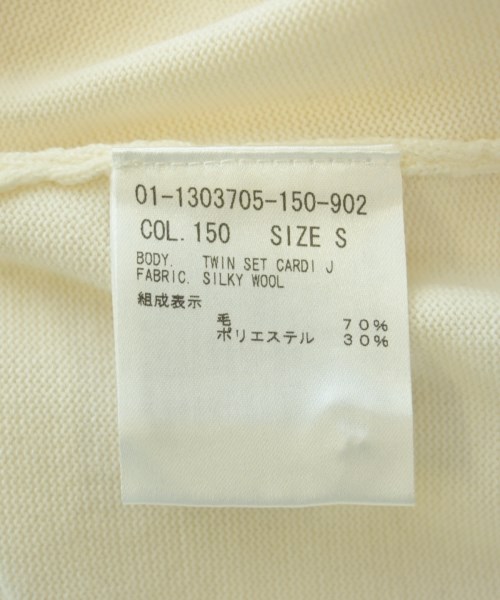 01-1303705-150-902
COL. 150 SIZE S
BODY. TWIN SET CARDI J
FABRIC. SILKY WOOL
組成表示
毛 70%
ポリエステル 30%